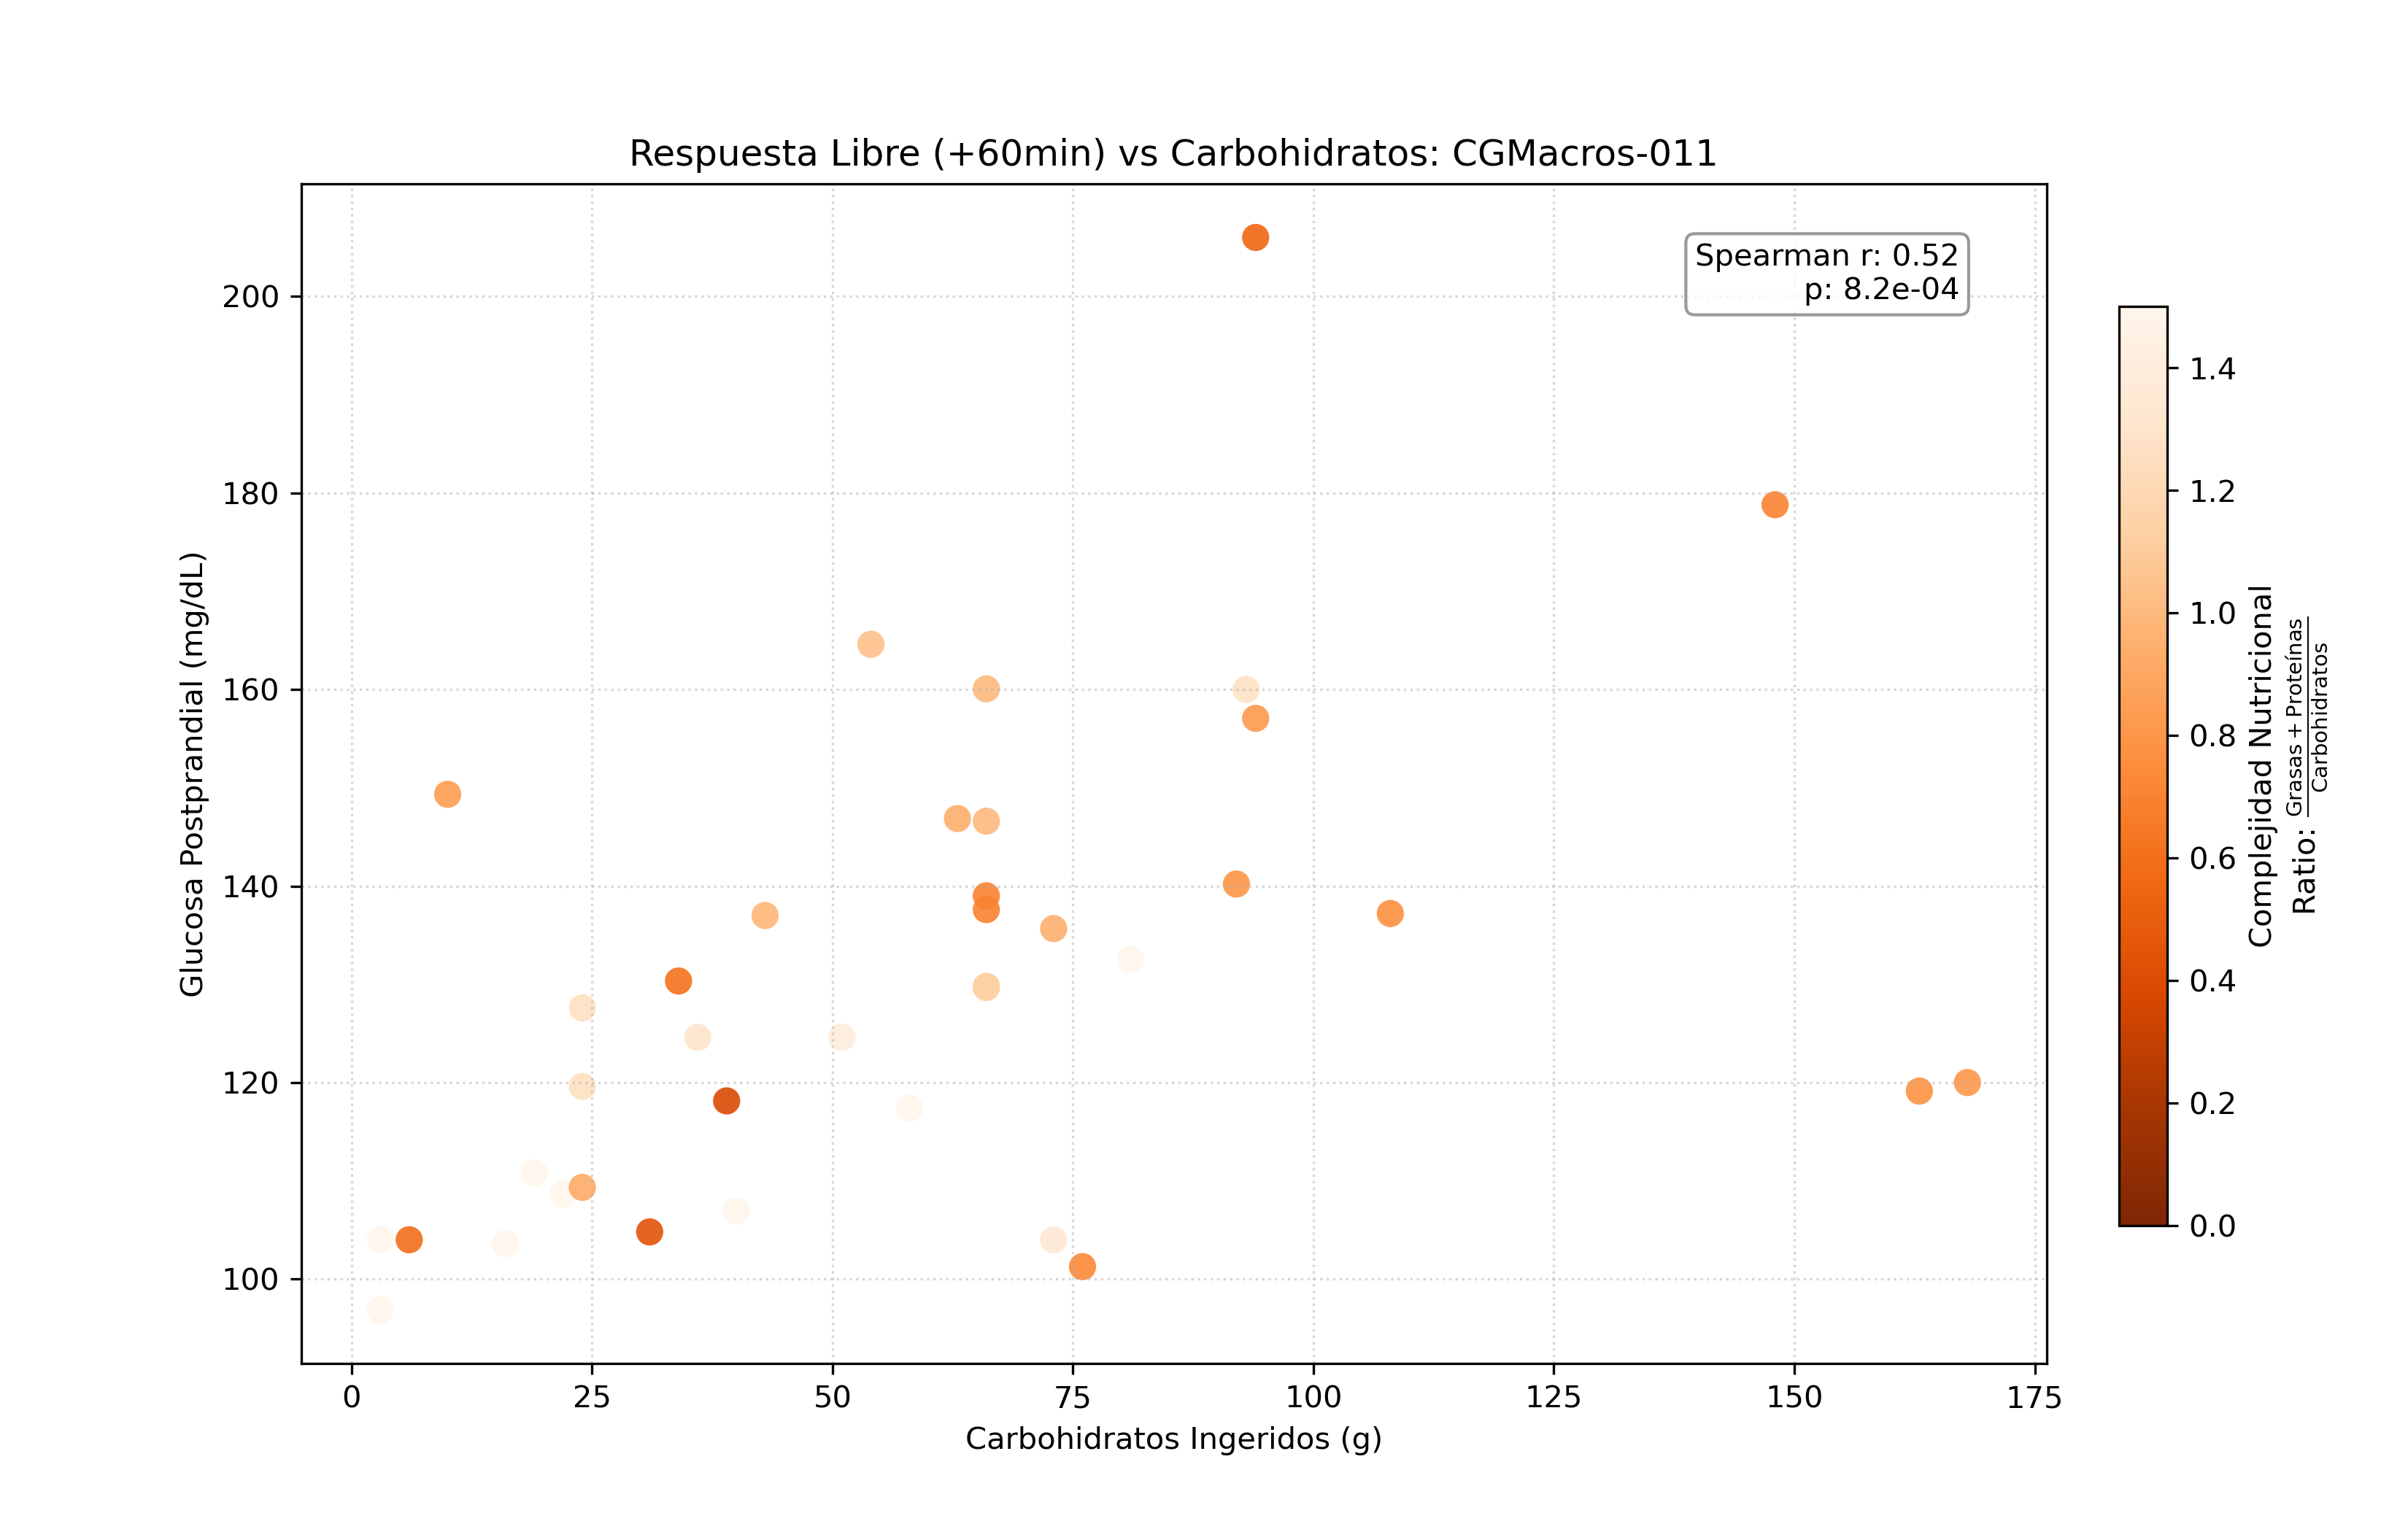 Respuesta Libre (+60min) vs Carbohidratos: CGMacros-011
Spearman r: 0.52
p: 8.2e-04
Glucosa Postprandial (mg/dL)
200
180
160
140
120
100
0
25
50
75
100
125
150
175
Carbohidratos Ingeridos (g)
1.4
1.2
1.0
0.8
0.6
0.4
0.2
0.0
Complejidad Nutricional
Ratio: Grasas + Proteínas
Carbohidratos